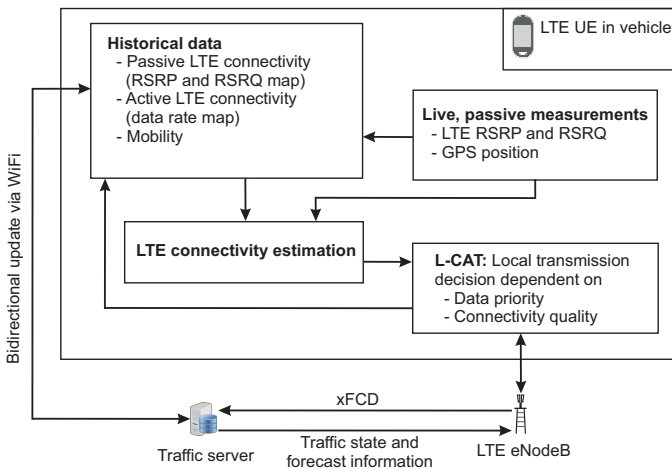 LTE UE in vehicle
Historical data
- Passive LTE connectivity
(RSRP and RSRQ map)
- Active LTE connectivity
(data rate map)
- Mobility
Live, passive measurements
- LTE RSRP and RSRQ
- GPS position
LTE connectivity estimation
L-CAT: Local transmission
decision dependent on
- Data priority
- Connectivity quality
Bidirectional update via WiFi
xFCD
Traffic server
Traffic state and
forecast information
LTE eNodeB